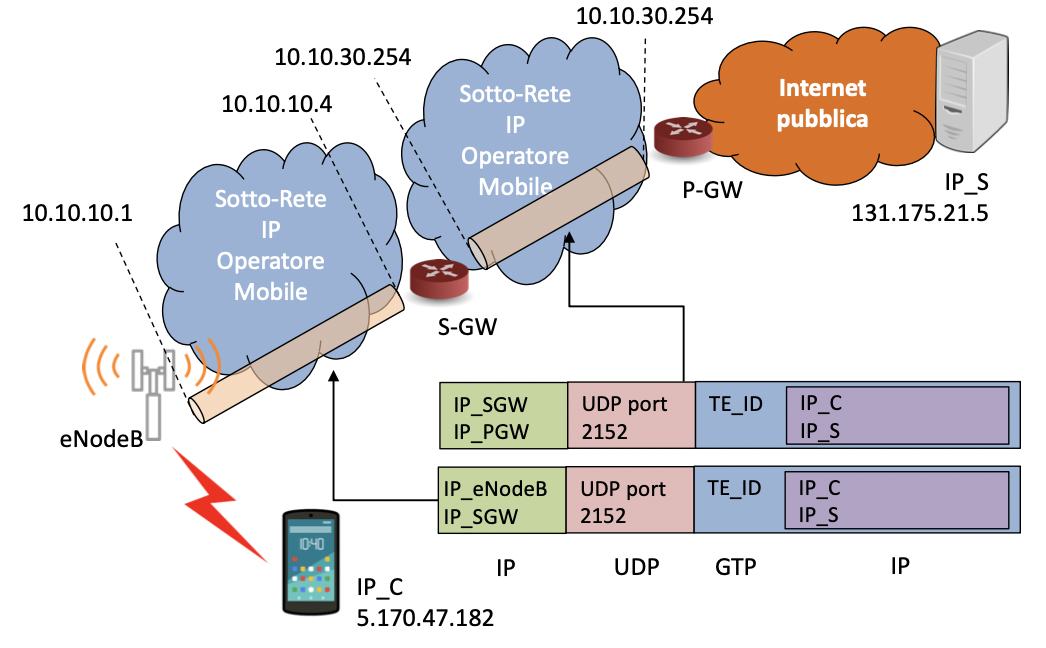 10.10.30.254
10.10.30.254
10.10.10.4
10.10.10.1
Sotto-Rete
IP
Operatore
Mobile
Sotto-Rete
IP
Operatore
Mobile
Internet
pubblica
P-GW
IP_S
131.175.21.5
S-GW
eNodeB
10:40
IP_C
5.170.47.182
IP_SGW
IP_PGW
UDP port
2152
TE_ID
IP_C
IP_S
IP_eNodeB
IP_SGW
UDP port
2152
TE_ID
IP_C
IP_S
IP
UDP
GTP
IP